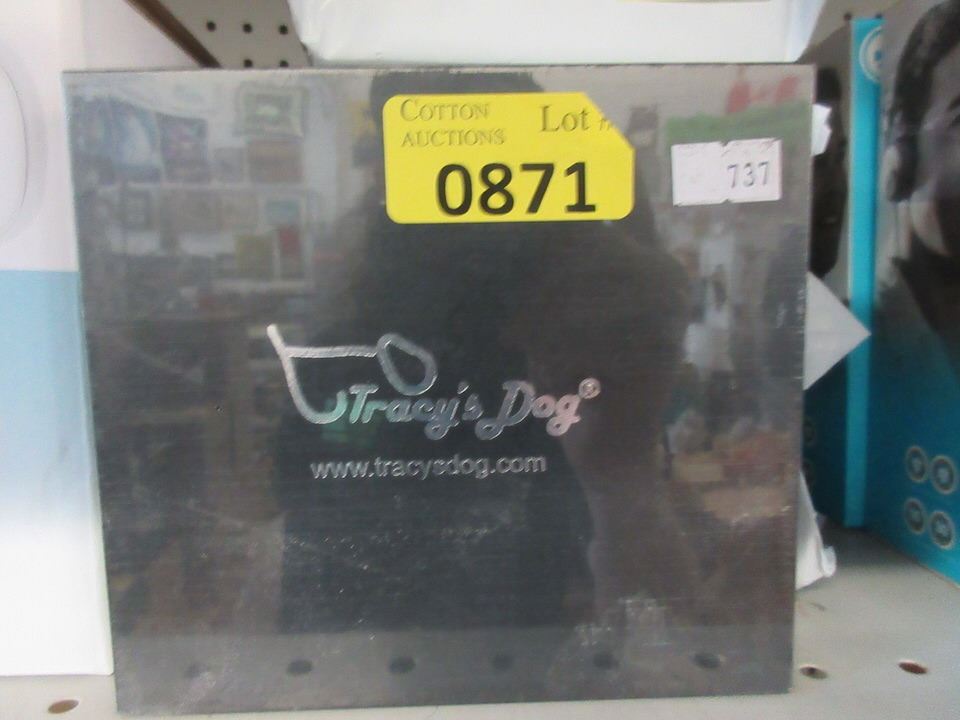 COTTON
AUCTIONS
Lot
0871
737
Tracy's Dog®
www.tracysdog.com